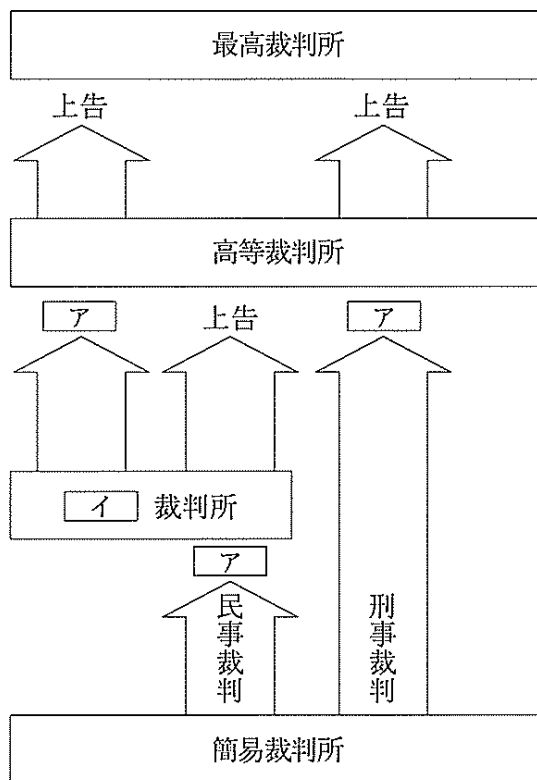 最高裁判所
上告
上告
高等裁判所
ア
上告
ア
イ 裁判所
ア
民事裁判
刑事裁判
簡易裁判所